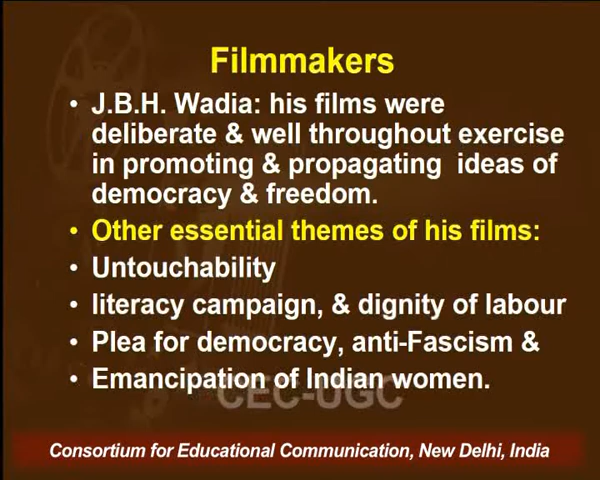 Filmmakers
• J.B.H. Wadia: his films were
deliberate & well throughout exercise
in promoting & propagating ideas of
democracy & freedom.
• Other essential themes of his films:
• Untouchability
• literacy campaign, & dignity of labour
• Plea for democracy, anti-Fascism &
• Emancipation of Indian women.
CEC-UGC
Consortium for Educational Communication, New Delhi, India